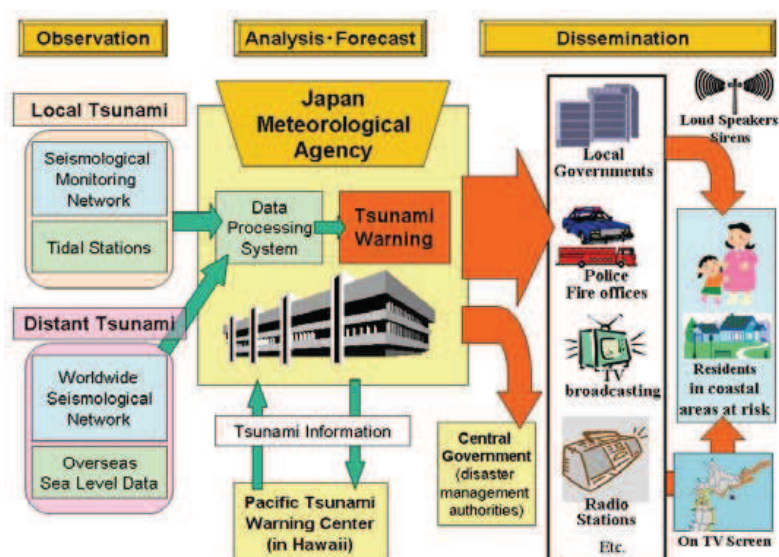 Observation
Analysis・Forecast
Dissemination
Local Tsunami
Seismological
Monitoring
Network
Tidal Stations
Distant Tsunami
Worldwide
Seismological
Network
Overseas
Sea Level Data
Japan
Meteorological
Agency
Data
Processing
System
Tsunami
Warning
Tsunami Information
Pacific Tsunami
Warning Center
(in Hawaii)
Central
Government
(disaster
management
authorities)
Local
Governments
Police
Fire offices
TV
broadcasting
Radio
Stations
Etc.
Loud Speakers
Sirens
Residents
in coastal
areas at risk
On TV Screen